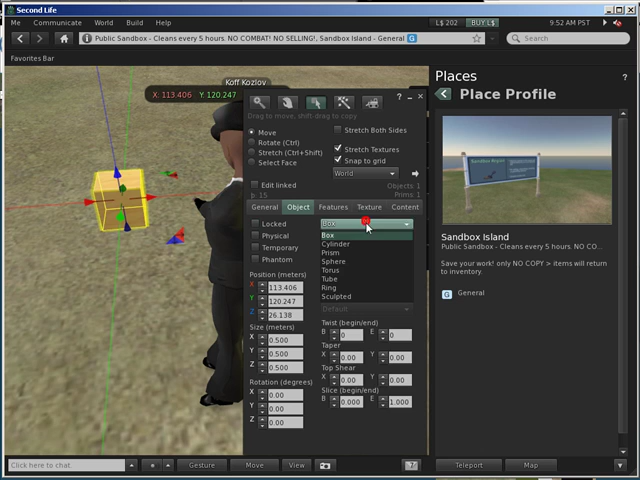 Second Life
Me Communicate World Build Help L$ 202 BUY L$ 9:52 AM PST
Public Sandbox - Cleans every 5 hours. NO COMBAT! NO SELLING!, Sandbox Island - General G Search
Favorites Bar
Places
Place Profile
Koff Kozlov
X: 113.406 Y: 120.247
Drag to move, shift-drag to copy
Move
Rotate (Ctrl)
Stretch (Ctrl+Shift)
Select Face
Stretch Both Sides
Stretch Textures
Snap to grid
World
Edit linked
Objects: 1
Prims: 1
General Object Features Texture Content
Locked
Physical
Temporary
Phantom
Position (meters)
X 113.406
Y 120.247
Z 26.138
Size (meters)
X 0.500
Y 0.500
Z 0.500
Rotation (degrees)
X 0.00
Y 0.00
Z 0.00
Box
Box
Cylinder
Prism
Sphere
Torus
Tube
Ring
Sculpted
Default
Twist (begin/end)
B 0 E 0
Taper
X 0.00 Y 0.00
Top Shear
X 0.00 Y 0.00
Slice (begin/end)
B 0.000 E 1.000
Sandbox Island
Public Sandbox - Cleans every 5 hours. NO CO...
Save your work! only NO COPY > items will return
to inventory
G General
Click here to chat. Gesture Move View 7 Teleport Map